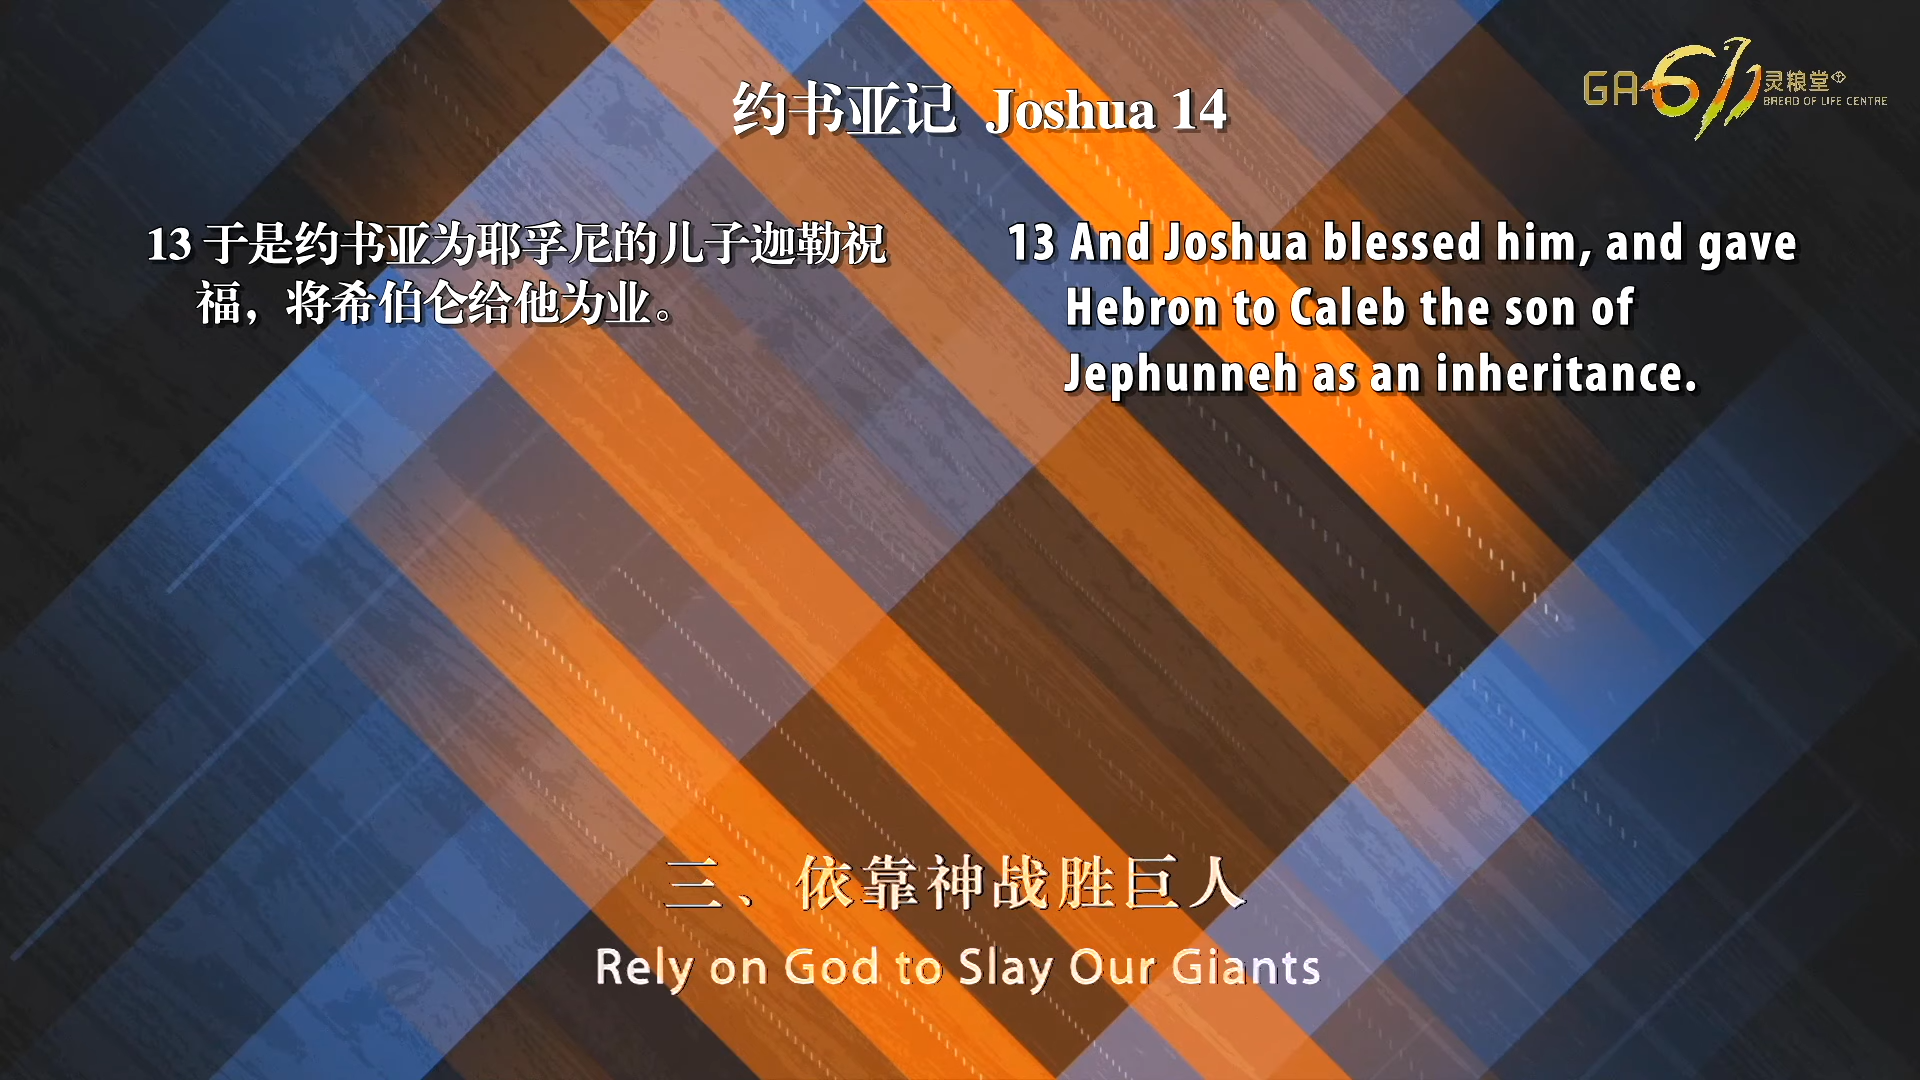 约书亚记 Joshua 14
GA 611 灵粮堂
BREAD OF LIFE CENTRE
13 于是约书亚为耶孚尼的儿子迦勒祝
福，将希伯仑给他为业。
13 And Joshua blessed him, and gave
Hebron to Caleb the son of
Jephunneh as an inheritance.
三、依靠神战胜巨人
Rely on God to Slay Our Giants